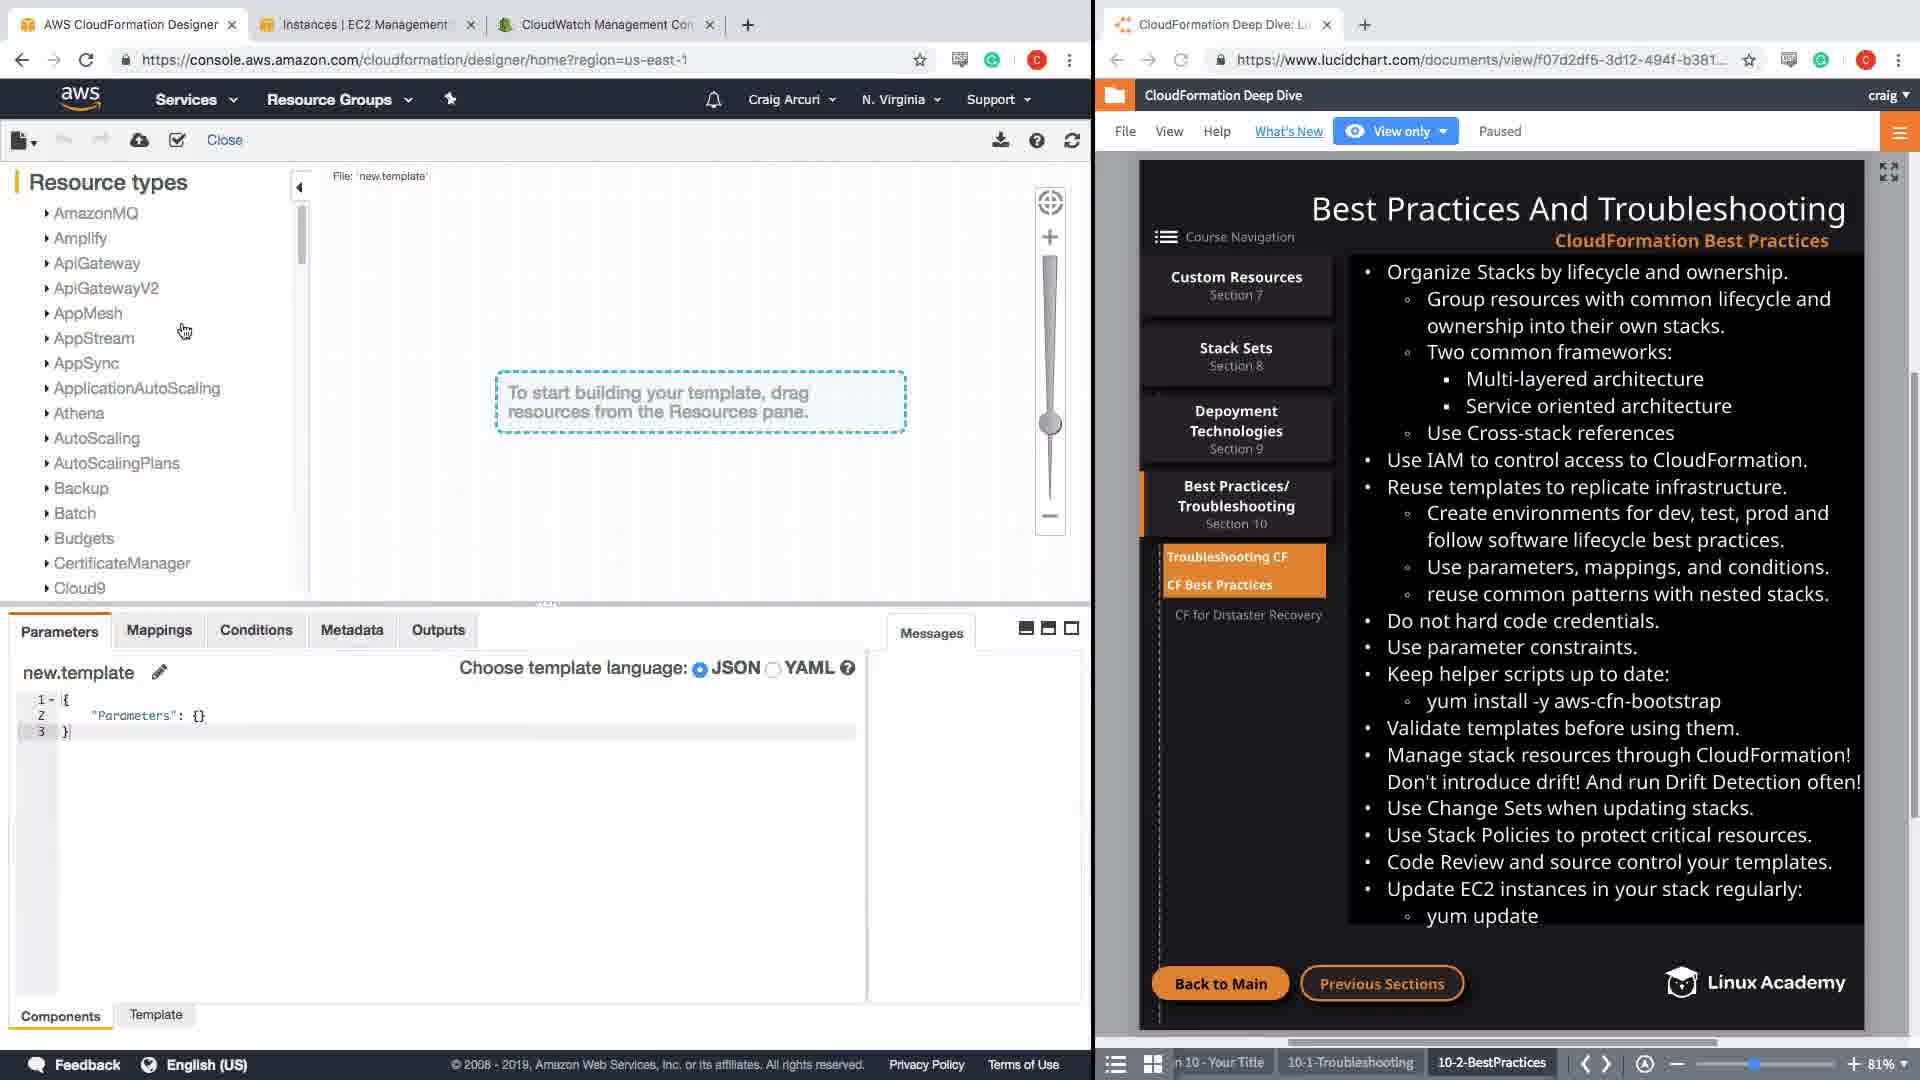 AWS CloudFormation Designer
Instances | EC2 Management
CloudWatch Management Con
https://console.aws.amazon.com/cloudformation/designer/home?region=us-east-1
C
aws
Services
Resource Groups
Craig Arcuri
N. Virginia
Support
Close
Resource types
AmazonMQ
Amplify
ApiGateway
ApiGatewayV2
AppMesh
AppStream
AppSync
ApplicationAutoScaling
Athena
AutoScaling
AutoScalingPlans
Backup
Batch
Budgets
CertificateManager
Cloud9
File: 'new.template'
To start building your template, drag
resources from the Resources pane.
Parameters
Mappings
Conditions
Metadata
Outputs
Messages
new.template
Choose template language: JSON YAML
1 {
2 "Parameters": {}
3 }
Components
Template
Feedback
English (US)
© 2008 - 2019, Amazon Web Services, Inc. or its affiliates. All rights reserved.
Privacy Policy
Terms of Use
CloudFormation Deep Dive: Lu
https://www.lucidchart.com/documents/view/f07d2df5-3d12-494f-b381...
C
CloudFormation Deep Dive
craig
File
View
Help
What's New
View only
Paused
Best Practices And Troubleshooting
CloudFormation Best Practices
Course Navigation
Custom Resources
Section 7
Stack Sets
Section 8
Depoyment
Technologies
Section 9
Best Practices/
Troubleshooting
Section 10
Troubleshooting CF
CF Best Practices
CF for Distaster Recovery
• Organize Stacks by lifecycle and ownership.
◦ Group resources with common lifecycle and
ownership into their own stacks.
◦ Two common frameworks:
▪ Multi-layered architecture
▪ Service oriented architecture
◦ Use Cross-stack references
• Use IAM to control access to CloudFormation.
• Reuse templates to replicate infrastructure.
◦ Create environments for dev, test, prod and
follow software lifecycle best practices.
◦ Use parameters, mappings, and conditions.
◦ reuse common patterns with nested stacks.
• Do not hard code credentials.
• Use parameter constraints.
• Keep helper scripts up to date:
◦ yum install -y aws-cfn-bootstrap
• Validate templates before using them.
• Manage stack resources through CloudFormation!
Don't introduce drift! And run Drift Detection often!
• Use Change Sets when updating stacks.
• Use Stack Policies to protect critical resources.
• Code Review and source control your templates.
• Update EC2 instances in your stack regularly:
◦ yum update
Back to Main
Previous Sections
Linux Academy
n 10 - Your Title
10-1-Troubleshooting
10-2-BestPractices
81%